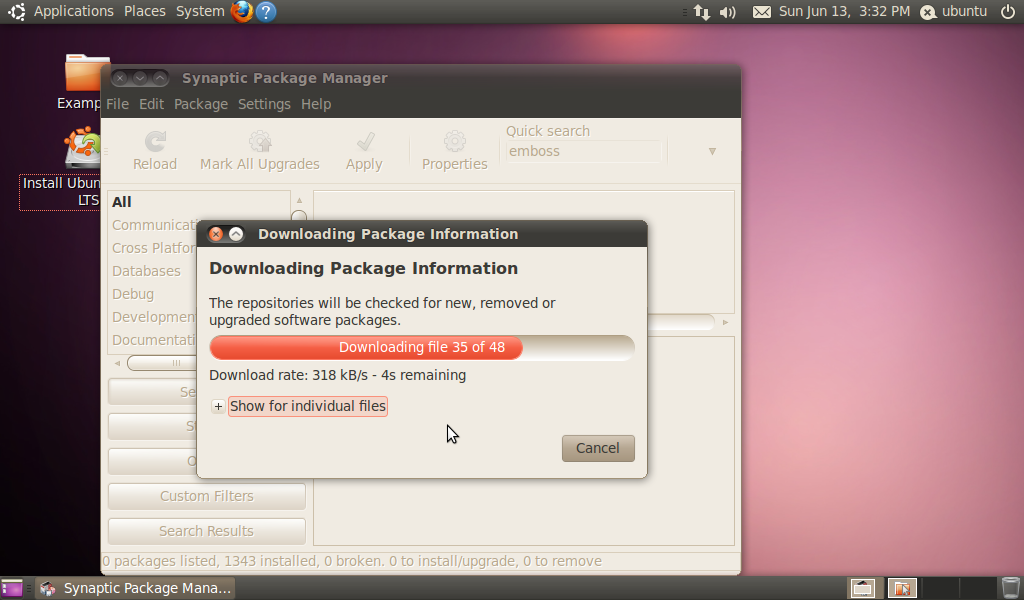 Applications Places System
Sun Jun 13, 3:32 PM ubuntu
Examp
Install Ubun
LTS
Synaptic Package Manager
File Edit Package Settings Help
Reload
Mark All Upgrades
Apply
Properties
Quick search
emboss
All
Communicati
Cross Platfor
Databases
Debug
Developmen
Documentati
Se
S
O
Custom Filters
Search Results
Downloading Package Information
Downloading Package Information
The repositories will be checked for new, removed or
upgraded software packages.
Downloading file 35 of 48
Download rate: 318 kB/s - 4s remaining
Show for individual files
Cancel
0 packages listed, 1343 installed, 0 broken. 0 to install/upgrade, 0 to remove
Synaptic Package Mana...